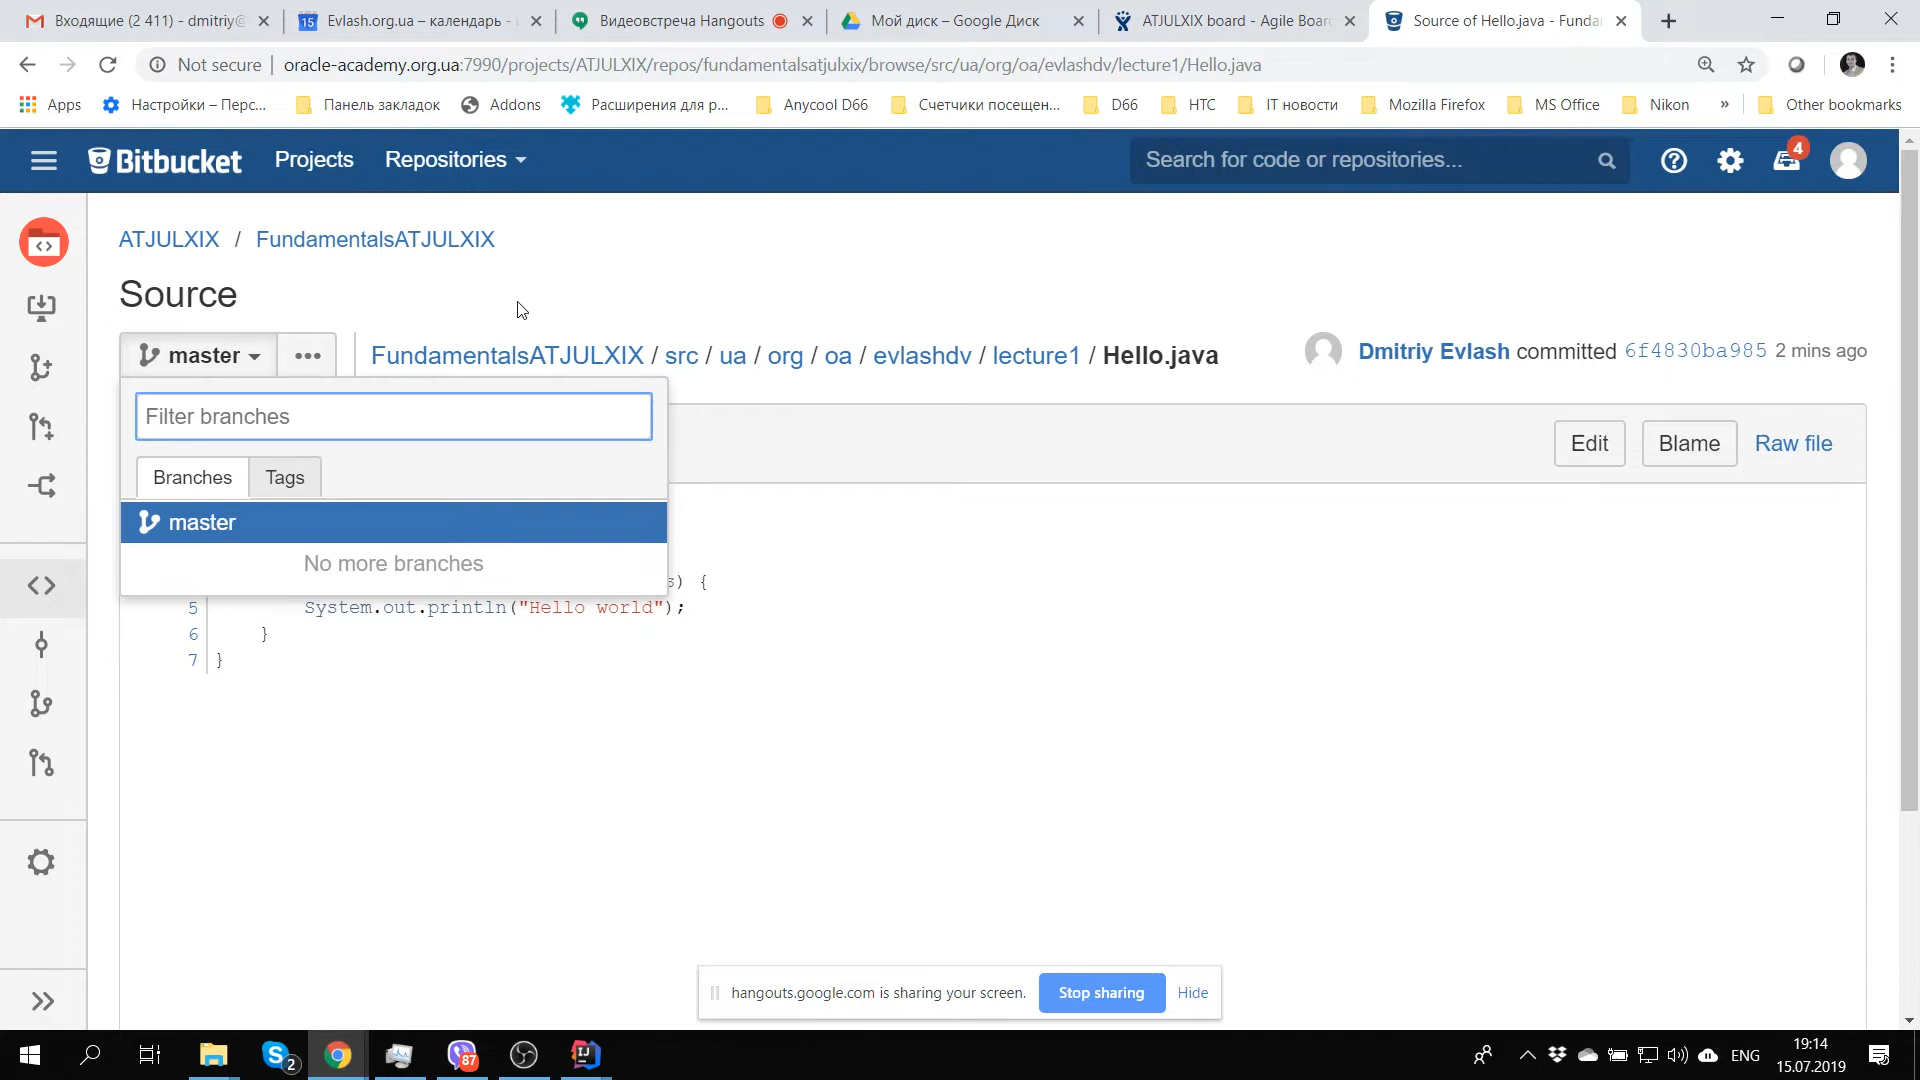 Входящие (2 411) - dmitriy@
Evlash.org.ua – календарь -
Видеовстреча Hangouts
Мой диск – Google Диск
ATJULXIX board - Agile Board
Source of Hello.java - Funda
Not secure
oracle-academy.org.ua:7990/projects/ATJULXIX/repos/fundamentalsatjulxix/browse/src/ua/org/oa/evlashdv/lecture1/Hello.java
Apps
Настройки – Перс...
Панель закладок
Addons
Расширения для р...
Anycool D66
Счетчики посещен...
D66
HTC
IT новости
Mozilla Firefox
MS Office
Nikon
»
Other bookmarks
Bitbucket
Projects
Repositories
Search for code or repositories...
4
ATJULXIX / FundamentalsATJULXIX
Source
master
FundamentalsATJULXIX / src / ua / org / oa / evlashdv / lecture1 / Hello.java
Dmitriy Evlash committed 6f4830ba985 2 mins ago
Filter branches
Edit
Blame
Raw file
Branches
Tags
master
No more branches
) {
5 System.out.println("Hello world");
6 }
7 }
hangouts.google.com is sharing your screen.
Stop sharing
Hide
2
87
ENG
19:14
15.07.2019